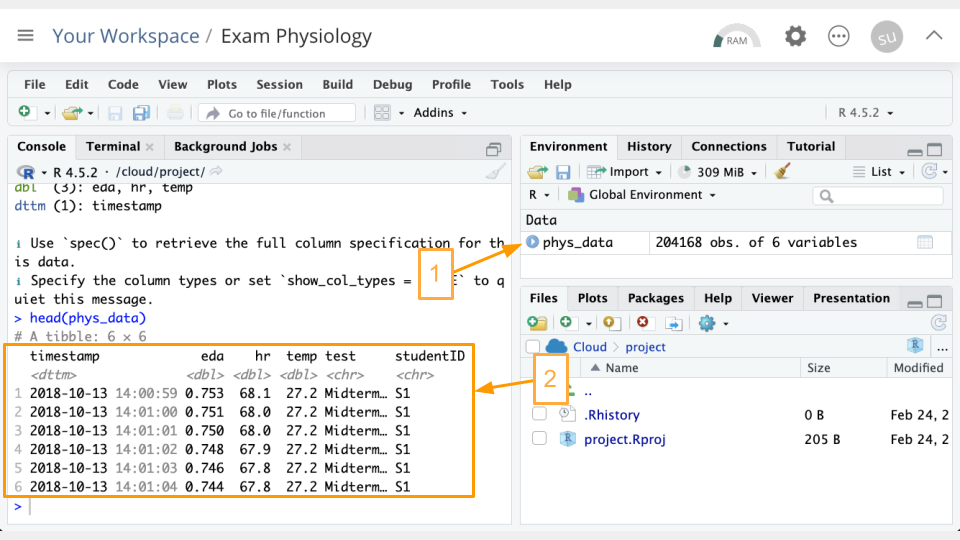 Your Workspace / Exam Physiology
RAM
SU
File Edit Code View Plots Session Build Debug Profile Tools Help
Go to file/function
Addins
R 4.5.2
Console Terminal Background Jobs
R 4.5.2 · /cloud/project/
dbl (3): eda, hr, temp
dttm (1): timestamp
ℹ Use `spec()` to retrieve the full column specification for th
is data.
ℹ Specify the column types or set `show_col_types = E` to q
uiet this message.
> head(phys_data)
# A tibble: 6 × 6
timestamp eda hr temp test studentID
<dttm> <dbl> <dbl> <dbl> <chr> <chr>
1 2018-10-13 14:00:59 0.753 68.1 27.2 Midterm… S1
2 2018-10-13 14:01:00 0.751 68.0 27.2 Midterm… S1
3 2018-10-13 14:01:01 0.750 68.0 27.2 Midterm… S1
4 2018-10-13 14:01:02 0.748 67.9 27.2 Midterm… S1
5 2018-10-13 14:01:03 0.746 67.8 27.2 Midterm… S1
6 2018-10-13 14:01:04 0.744 67.8 27.2 Midterm… S1
>
1
2
Environment History Connections Tutorial
Import 309 MiB List
R Global Environment
Data
phys_data 204168 obs. of 6 variables
Files Plots Packages Help Viewer Presentation
Cloud > project ...
Name Size Modified
..
.Rhistory 0 B Feb 24, 2
project.Rproj 205 B Feb 24, 2